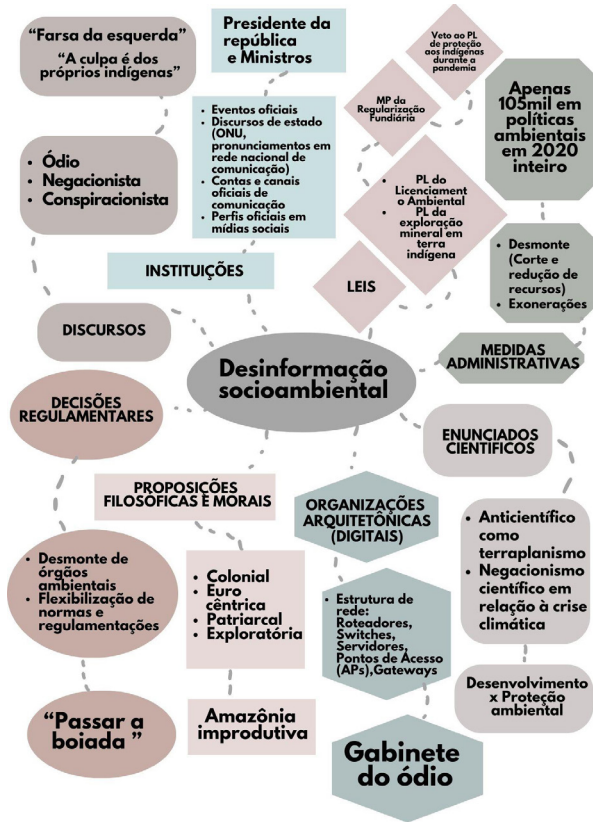 “Farsa da esquerda”
“A culpa é dos
próprios indígenas”
• Ódio
• Negacionista
• Conspiracionista
DISCURSOS
Presidente da
república
e Ministros
• Eventos oficiais
• Discursos de estado
(ONU,
pronunciamentos em
rede nacional de
comunicação)
• Contas e canais
oficiais de
comunicação
• Perfis oficiais em
mídias sociais
INSTITUIÇÕES
Veto ao PL
de proteção
aos indígenas
durante a
pandemia
MP da
Regularização
Fundiária
• PL do
Licenciament
o Ambiental
• PL da
exploração
mineral em
terra
indígena
LEIS
Apenas
105mil em
políticas
ambientais
em 2020
inteiro
• Desmonte
(Corte e
redução de
recursos)
• Exonerações
MEDIDAS
ADMINISTRATIVAS
Desinformação
socioambiental
DECISÕES
REGULAMENTARES
• Desmonte de
órgãos
ambientais
• Flexibilização de
normas e
regulamentações
“Passar a
boiada ”
PROPOSIÇÕES
FILOSÓFICAS E MORAIS
• Colonial
• Euro
cêntrica
• Patriarcal
• Exploratória
Amazônia
improdutiva
ORGANIZAÇÕES
ARQUITETÔNICAS
(DIGITAIS)
• Estrutura de
rede:
Roteadores,
Switches,
Servidores,
Pontos de Acesso
(APs),Gateways
Gabinete
do ódio
ENUNCIADOS
CIENTÍFICOS
• Anticientífico
como
terraplanismo
• Negacionismo
científico em
relação à crise
climática
Desenvolvimento
x Proteção
ambiental